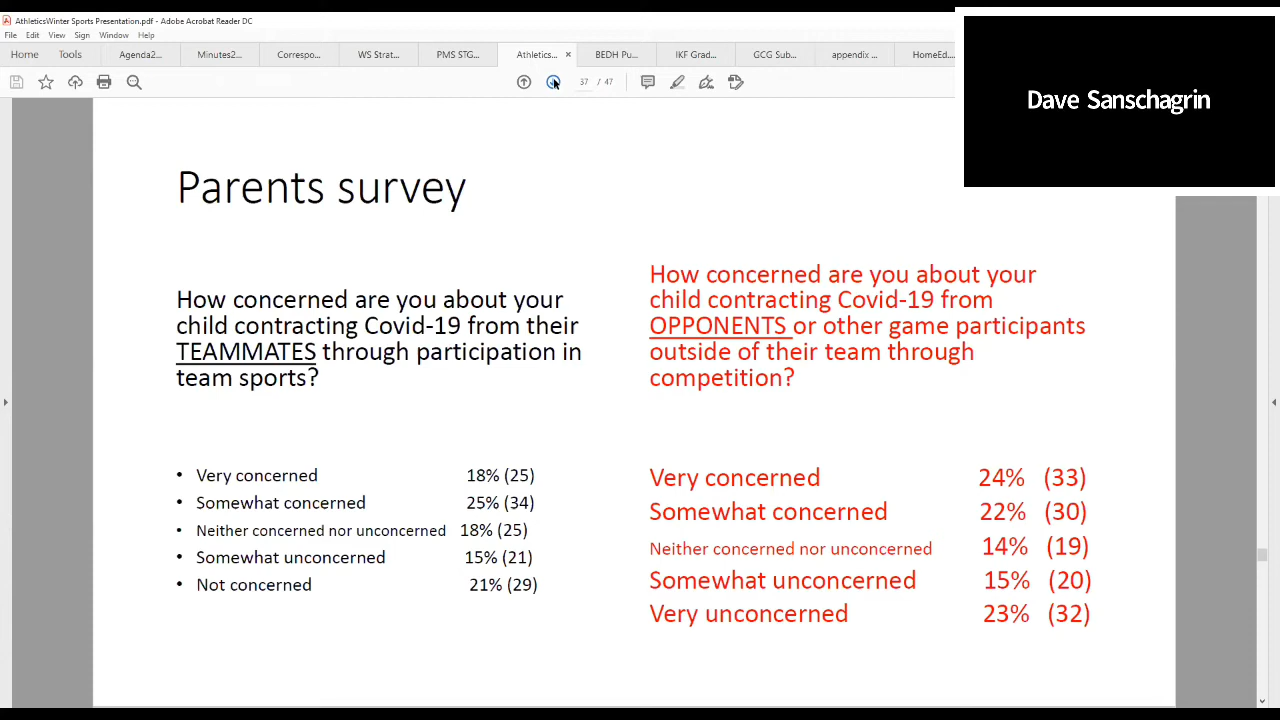 AthleticsWinter Sports Presentation.pdf - Adobe Acrobat Reader DC
File Edit View Sign Window Help
Home Tools Agenda2... Minutes2... Correspo... WS Strat... PMS STG... Athletics... × BEDH Pu... IKF Grad... GCG Sub... appendix ... HomeEd...
37 / 47
Dave Sanschagrin
Parents survey
How concerned are you about your
child contracting Covid-19 from their
TEAMMATES through participation in
team sports?
• Very concerned 18% (25)
• Somewhat concerned 25% (34)
• Neither concerned nor unconcerned 18% (25)
• Somewhat unconcerned 15% (21)
• Not concerned 21% (29)
How concerned are you about your
child contracting Covid-19 from
OPPONENTS or other game participants
outside of their team through
competition?
Very concerned 24% (33)
Somewhat concerned 22% (30)
Neither concerned nor unconcerned 14% (19)
Somewhat unconcerned 15% (20)
Very unconcerned 23% (32)